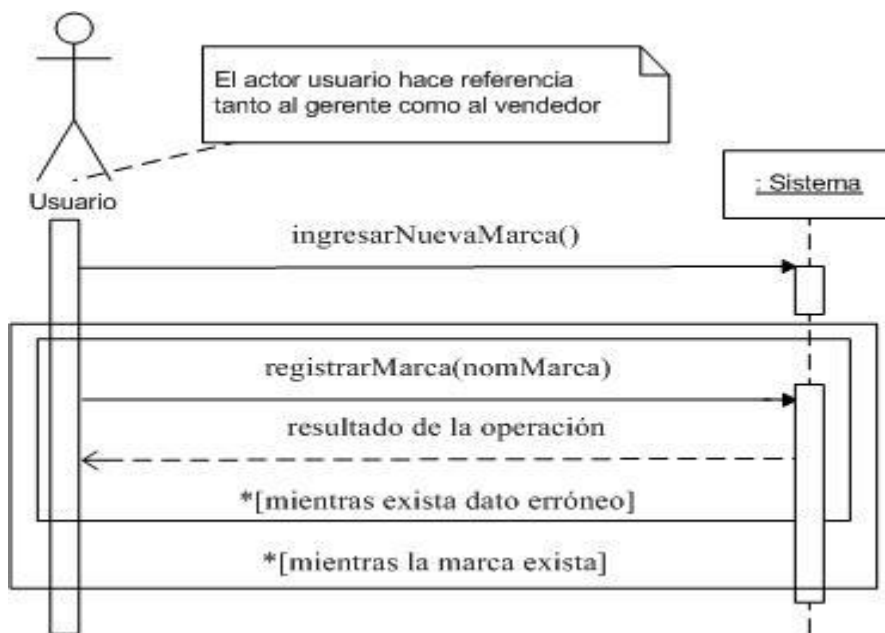 El actor usuario hace referencia
tanto al gerente como al vendedor
Usuario
: Sistema
ingresarNuevaMarca()
registrarMarca(nomMarca)
resultado de la operación
*[mientras exista dato erróneo]
*[mientras la marca exista]